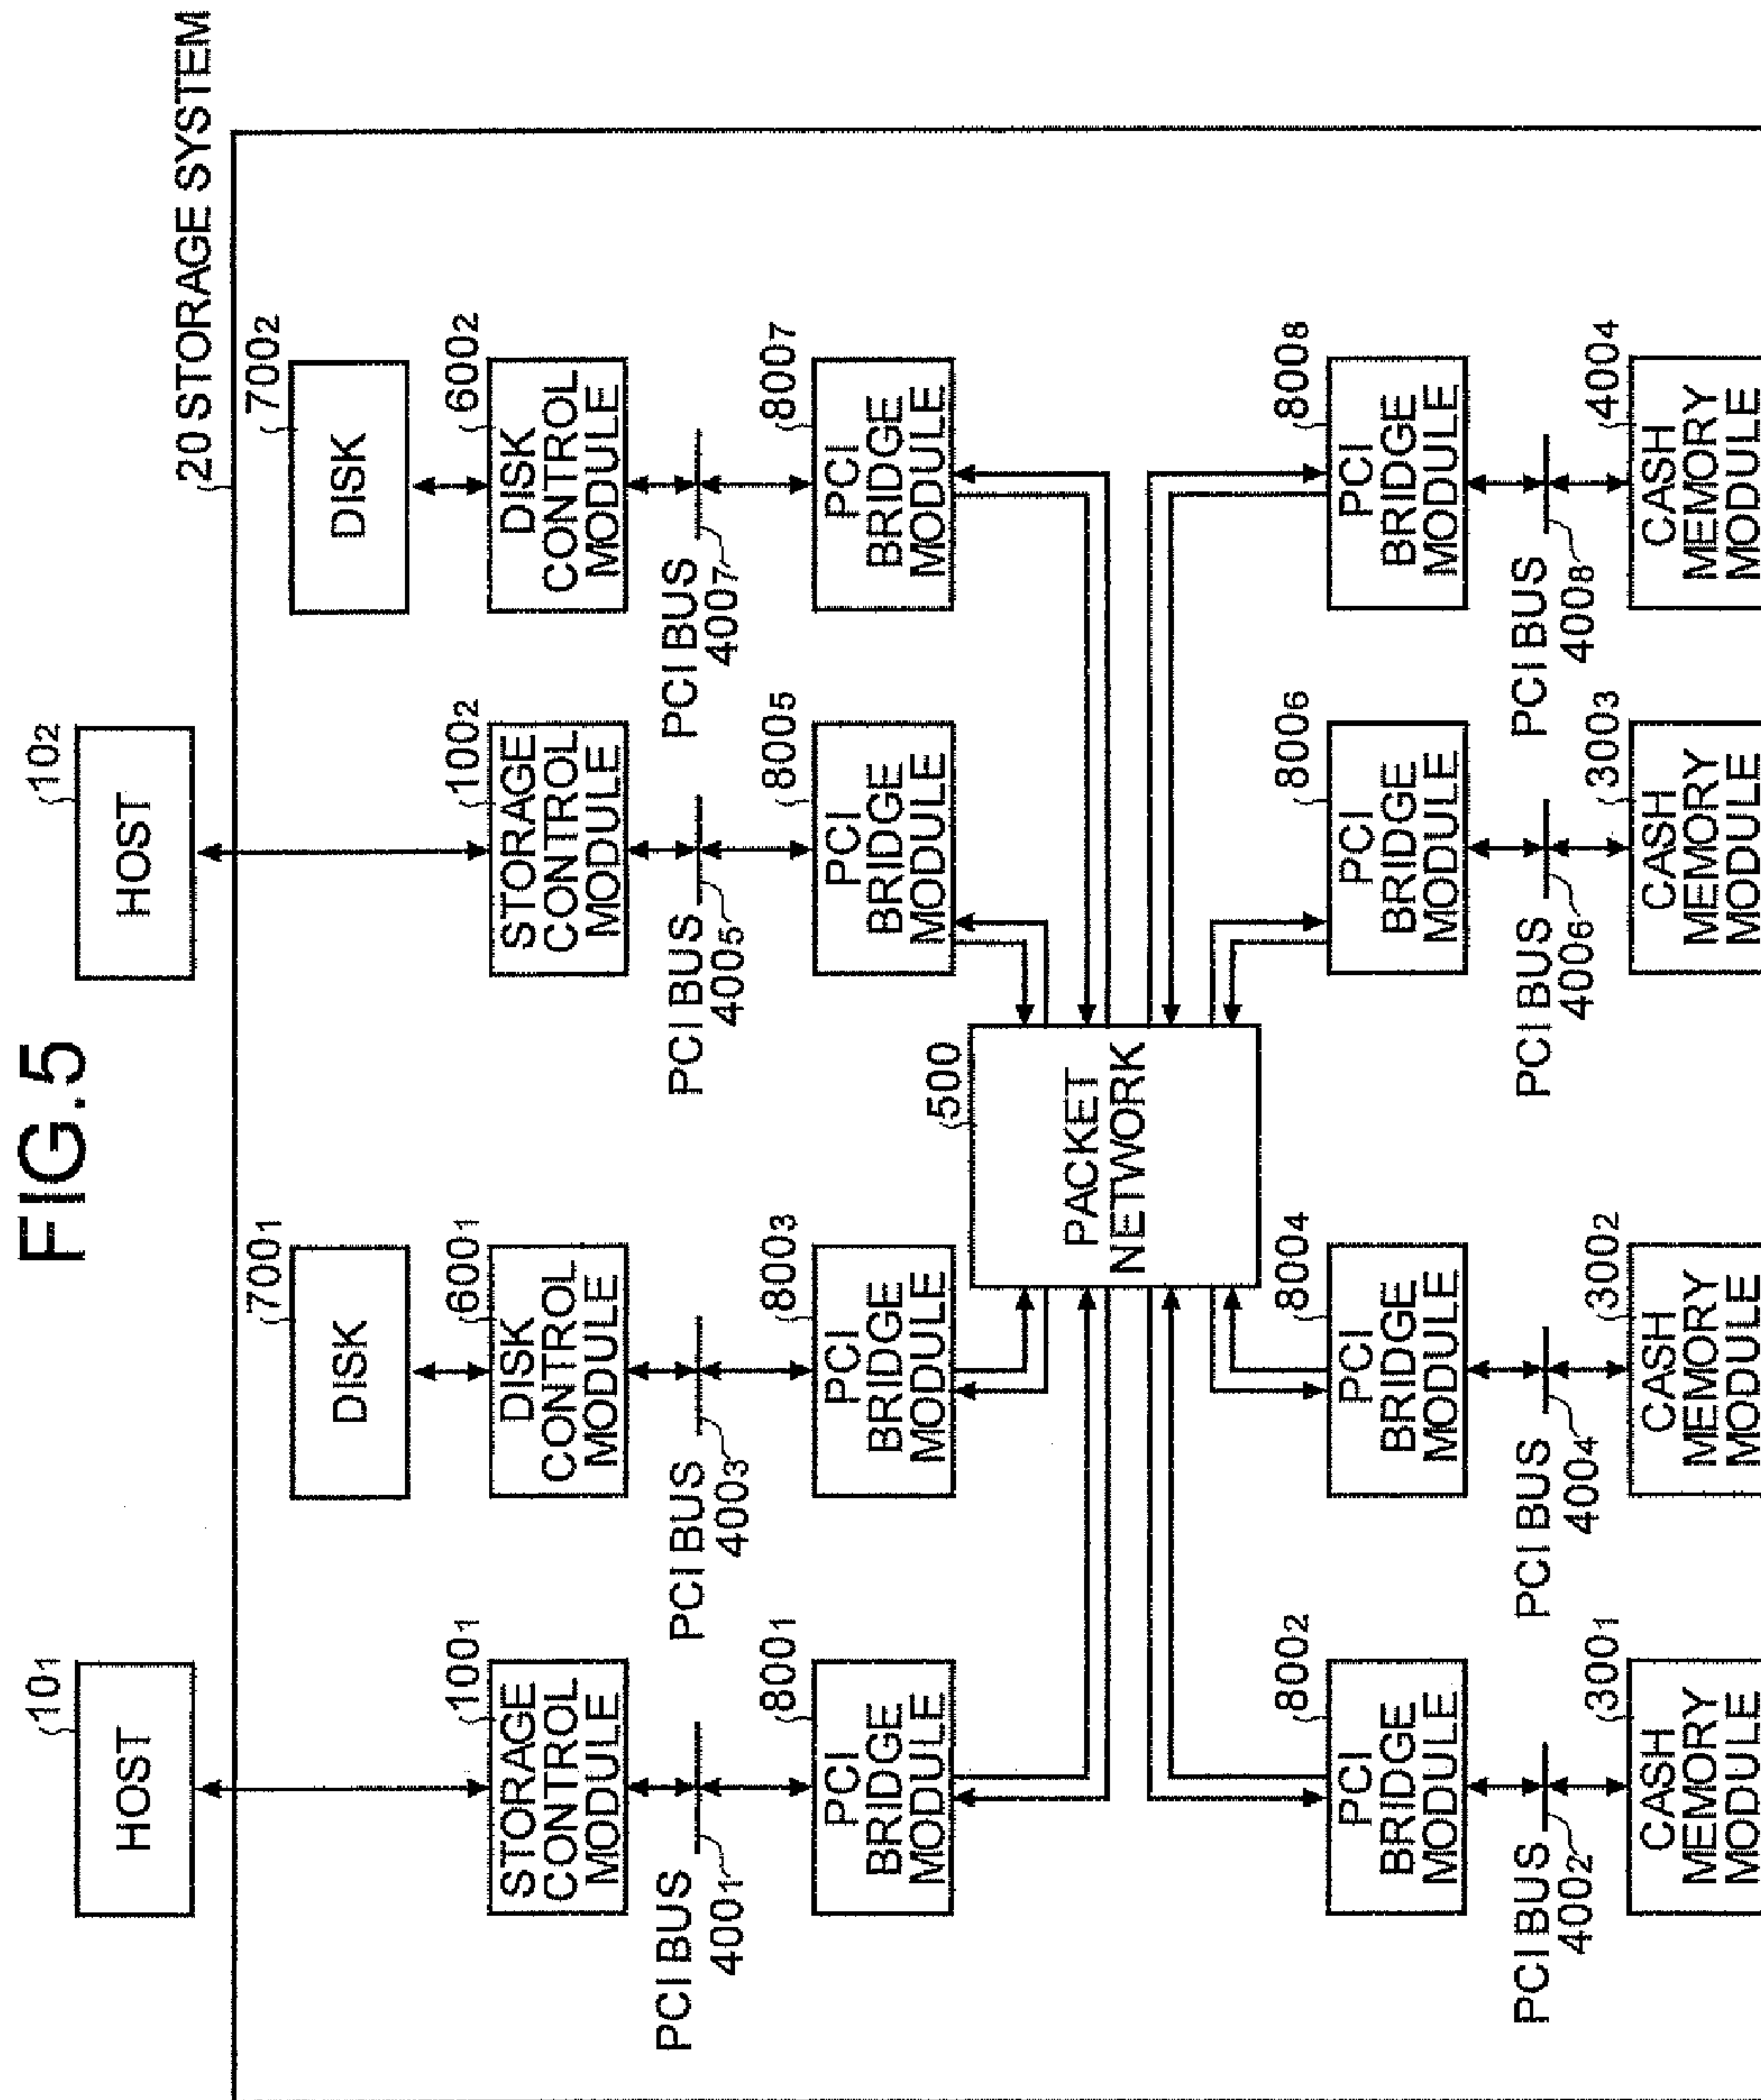 FIG.5
10₁
HOST
10₂
HOST
20 STORAGE SYSTEM
700₁
DISK
700₂
DISK
100₁
STORAGE
CONTROL
MODULE
600₁
DISK
CONTROL
MODULE
100₂
STORAGE
CONTROL
MODULE
600₂
DISK
CONTROL
MODULE
PCI BUS
400₁
PCI BUS
400₃
PCI BUS
400₅
PCI BUS
400₇
800₁
PCI
BRIDGE
MODULE
800₃
PCI
BRIDGE
MODULE
800₅
PCI
BRIDGE
MODULE
800₇
PCI
BRIDGE
MODULE
500
PACKET
NETWORK
800₂
PCI
BRIDGE
MODULE
800₄
PCI
BRIDGE
MODULE
800₆
PCI
BRIDGE
MODULE
800₈
PCI
BRIDGE
MODULE
PCI BUS
400₂
PCI BUS
400₄
PCI BUS
400₆
PCI BUS
400₈
300₁
CASH
MEMORY
MODULE
300₂
CASH
MEMORY
MODULE
300₃
CASH
MEMORY
MODULE
400₄
CASH
MEMORY
MODULE